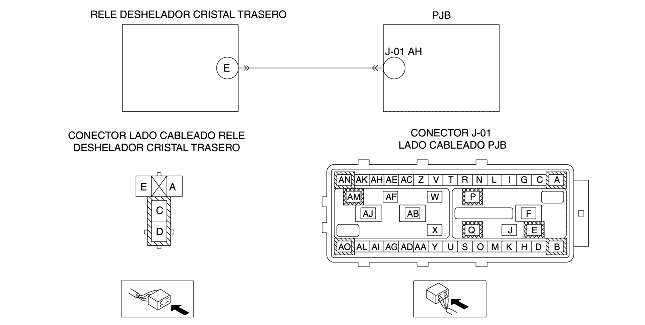 RELE DESHELADOR CRISTAL TRASERO
PJB
E
J-01 AH
CONECTOR LADO CABLEADO RELE
DESHELADOR CRISTAL TRASERO
CONECTOR J-01
LADO CABLEADO PJB
E A
C
D
AN AK AH AE AC Z V T R N L I G C A
AM AF W P
AJ AB F
X Q J E
AO AL AI AG AD AA Y U S O M K H D B